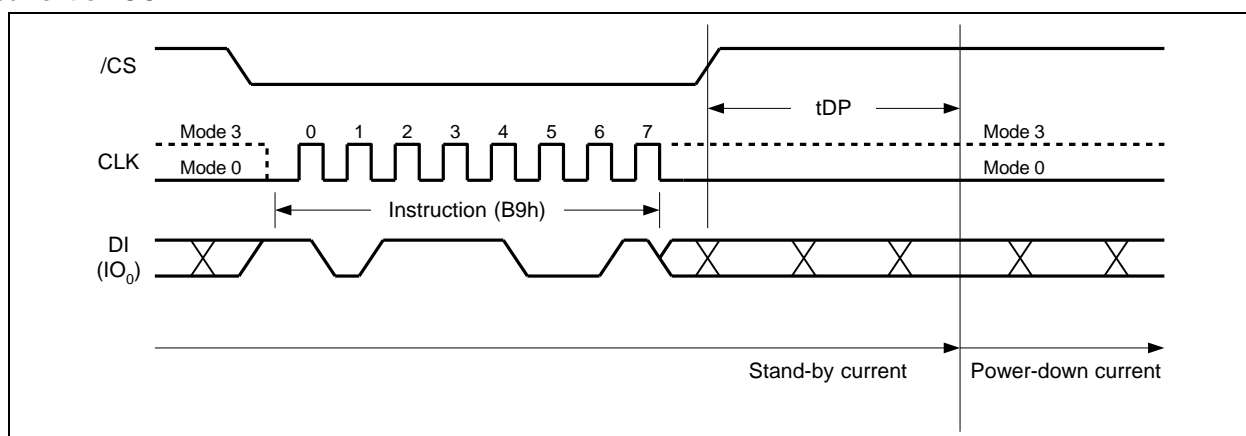 /CS
tDP
Mode 3 0 1 2 3 4 5 6 7 Mode 3
CLK
Mode 0 Mode 0
Instruction (B9h)
DI
(IO0)
Stand-by current Power-down current